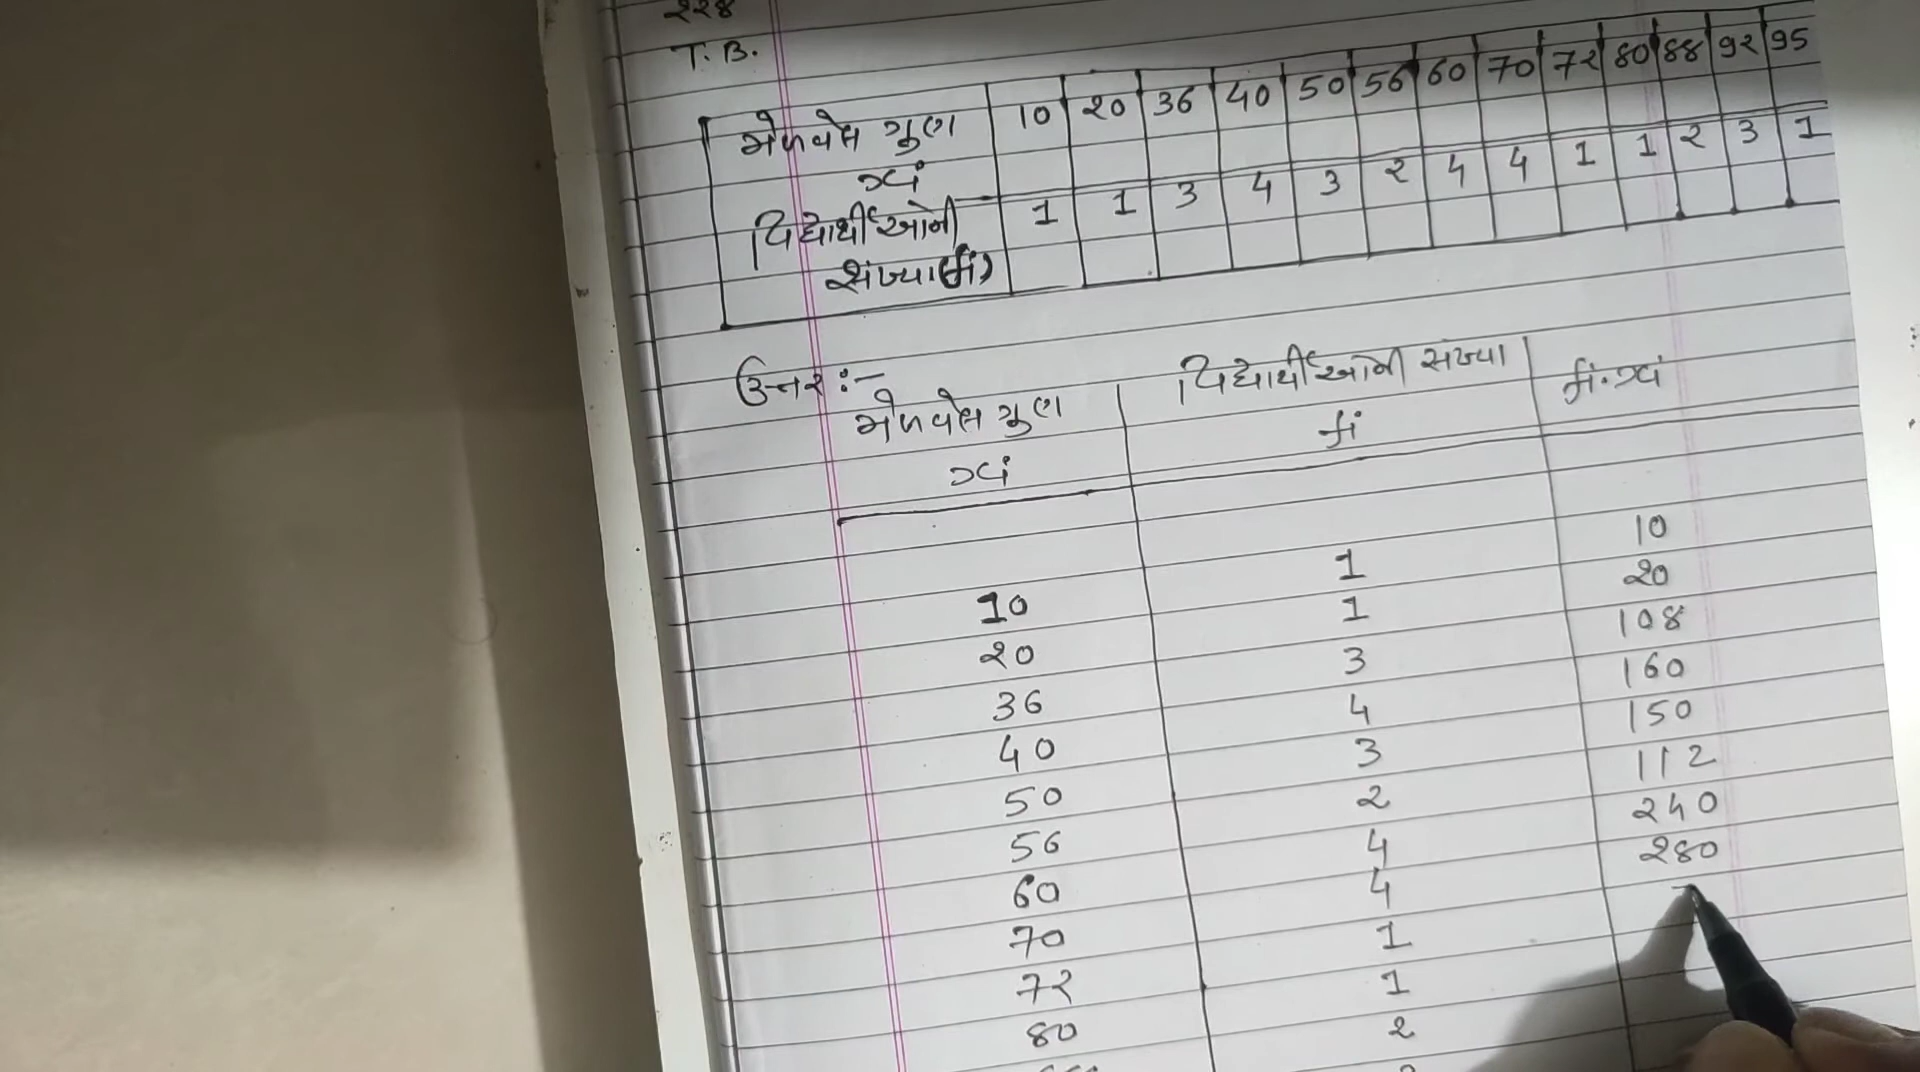 ૨૨૪
T. B.
મેળવેલ ગુણ xi 10 20 36 40 50 56 60 70 72 80 88 92 95
વિદ્યાર્થીઓની સંખ્યા (fi) 1 1 3 4 3 2 4 4 1 1 2 3 1
ઉત્તર :-
મેળવેલ ગુણ xi વિદ્યાર્થીઓની સંખ્યા fi fi·xi
10 1 10
20 1 20
36 3 108
40 4 160
50 3 150
56 2 112
60 4 240
70 4 280
72 1
80 1
2